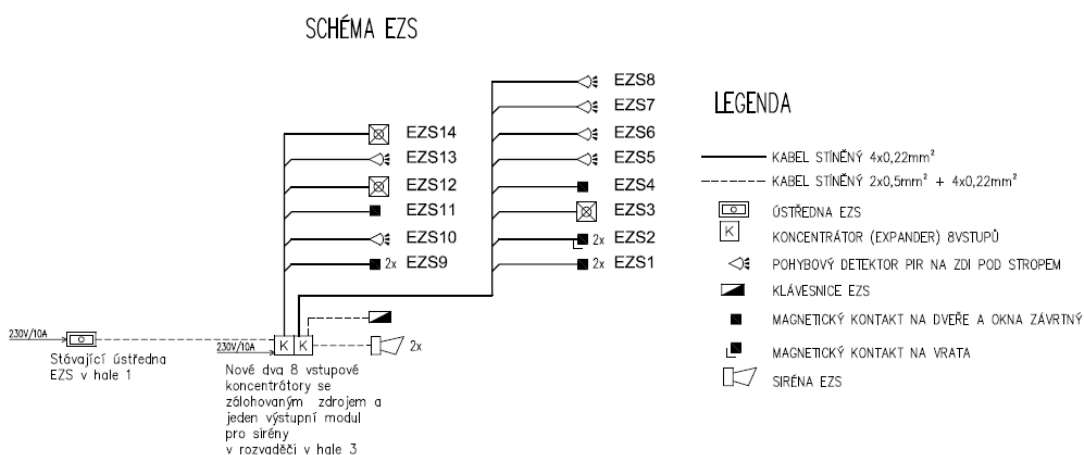 SCHÉMA EZS
EZS8
EZS7
EZS6
EZS5
EZS4
EZS3
2x EZS2
2x EZS1
EZS14
EZS13
EZS12
EZS11
EZS10
2x EZS9
230V/10A
Stávající ústředna
EZS v hale 1
230V/10A
K K
2x
Nové dva 8 vstupové
koncentrátory se
zálohovaným zdrojem a
jeden výstupní modul
pro sirény
v rozvaděči v hale 3
LEGENDA
KABEL STÍNĚNÝ 4x0,22mm²
KABEL STÍNĚNÝ 2x0,5mm² + 4x0,22mm²
ÚSTŘEDNA EZS
K KONCENTRÁTOR (EXPANDER) 8VSTUPŮ
POHYBOVÝ DETEKTOR PIR NA ZDI POD STROPEM
KLÁVESNICE EZS
MAGNETICKÝ KONTAKT NA DVEŘE A OKNA ZÁVRTNÝ
MAGNETICKÝ KONTAKT NA VRATA
SIRÉNA EZS